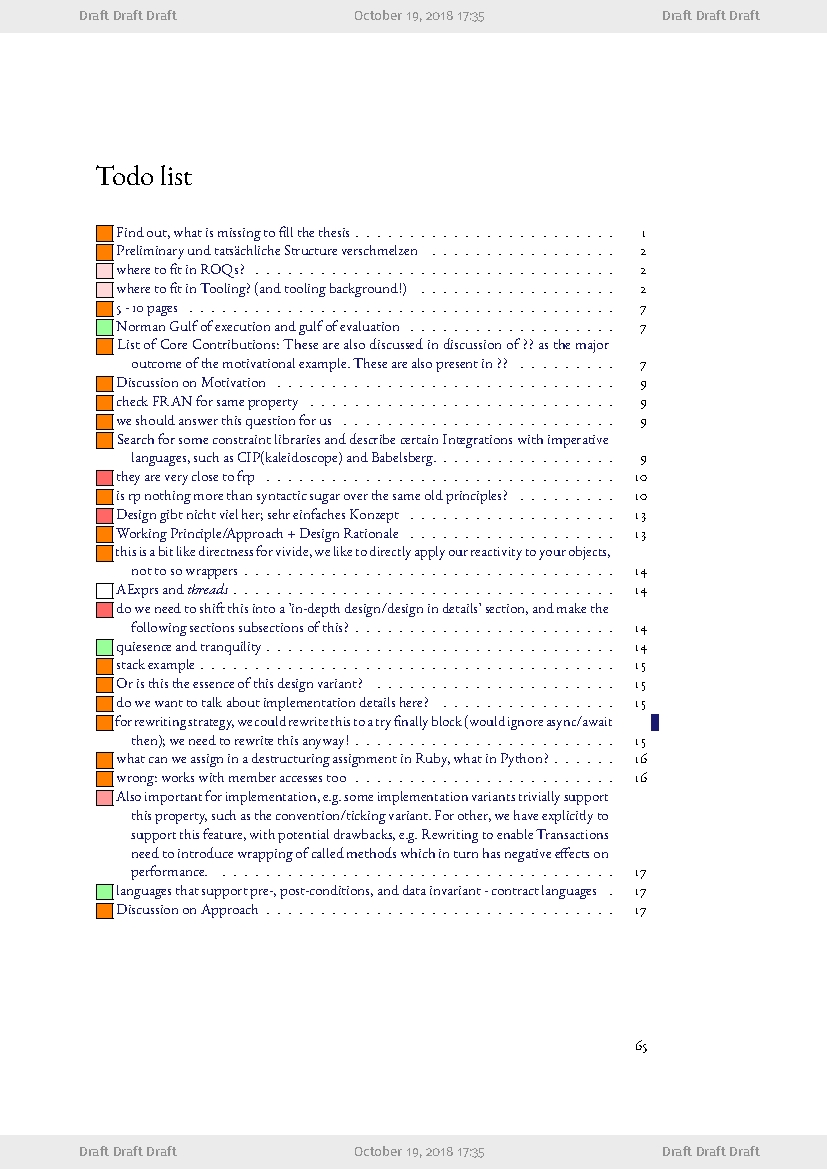 Draft Draft Draft October 19, 2018 17:35 Draft Draft Draft
Todo list
Find out, what is missing to fill the thesis . . . . . . . . . . . . . . . . . . . . . . . . 1
Preliminary und tatsächliche Structure verschmelzen . . . . . . . . . . . . . . . . . 2
where to fit in ROQs? . . . . . . . . . . . . . . . . . . . . . . . . . . . . . . . . . 2
where to fit in Tooling? (and tooling background!) . . . . . . . . . . . . . . . . . . 2
5 - 10 pages . . . . . . . . . . . . . . . . . . . . . . . . . . . . . . . . . . . . . . . 7
Norman Gulf of execution and gulf of evaluation . . . . . . . . . . . . . . . . . . . 7
List of Core Contributions: These are also discussed in discussion of ?? as the major
outcome of the motivational example. These are also present in ?? . . . . . . . . . 7
Discussion on Motivation . . . . . . . . . . . . . . . . . . . . . . . . . . . . . . . 9
check FRAN for same property . . . . . . . . . . . . . . . . . . . . . . . . . . . . 9
we should answer this question for us . . . . . . . . . . . . . . . . . . . . . . . . . 9
Search for some constraint libraries and describe certain Integrations with imperative
languages, such as CIP(kaleidoscope) and Babelsberg. . . . . . . . . . . . . . . . . 9
they are very close to frp . . . . . . . . . . . . . . . . . . . . . . . . . . . . . . . . 10
is rp nothing more than syntactic sugar over the same old principles? . . . . . . . . . 10
Design gibt nicht viel her; sehr einfaches Konzept . . . . . . . . . . . . . . . . . . . 13
Working Principle/Approach + Design Rationale . . . . . . . . . . . . . . . . . . . 13
this is a bit like directness for vivide, we like to directly apply our reactivity to your objects,
not to so wrappers . . . . . . . . . . . . . . . . . . . . . . . . . . . . . . . . . . 14
AExprs and threads . . . . . . . . . . . . . . . . . . . . . . . . . . . . . . . . . . . 14
do we need to shift this into a 'in-depth design/design in details' section, and make the
following sections subsections of this? . . . . . . . . . . . . . . . . . . . . . . . . 14
quiesence and tranquility . . . . . . . . . . . . . . . . . . . . . . . . . . . . . . . . 14
stack example . . . . . . . . . . . . . . . . . . . . . . . . . . . . . . . . . . . . . . 15
Or is this the essence of this design variant? . . . . . . . . . . . . . . . . . . . . . . 15
do we want to talk about implementation details here? . . . . . . . . . . . . . . . . 15
for rewriting strategy, we could rewrite this to a try finally block (would ignore async/await
then); we need to rewrite this anyway! . . . . . . . . . . . . . . . . . . . . . . . . 15
what can we assign in a destructuring assignment in Ruby, what in Python? . . . . . . 16
wrong: works with member accesses too . . . . . . . . . . . . . . . . . . . . . . . . 16
Also important for implementation, e.g. some implementation variants trivially support
this property, such as the convention/ticking variant. For other, we have explicitly to
support this feature, with potential drawbacks, e.g. Rewriting to enable Transactions
need to introduce wrapping of called methods which in turn has negative effects on
performance. . . . . . . . . . . . . . . . . . . . . . . . . . . . . . . . . . . . . 17
languages that support pre-, post-conditions, and data invariant - contract languages . 17
Discussion on Approach . . . . . . . . . . . . . . . . . . . . . . . . . . . . . . . . 17
65
Draft Draft Draft October 19, 2018 17:35 Draft Draft Draft